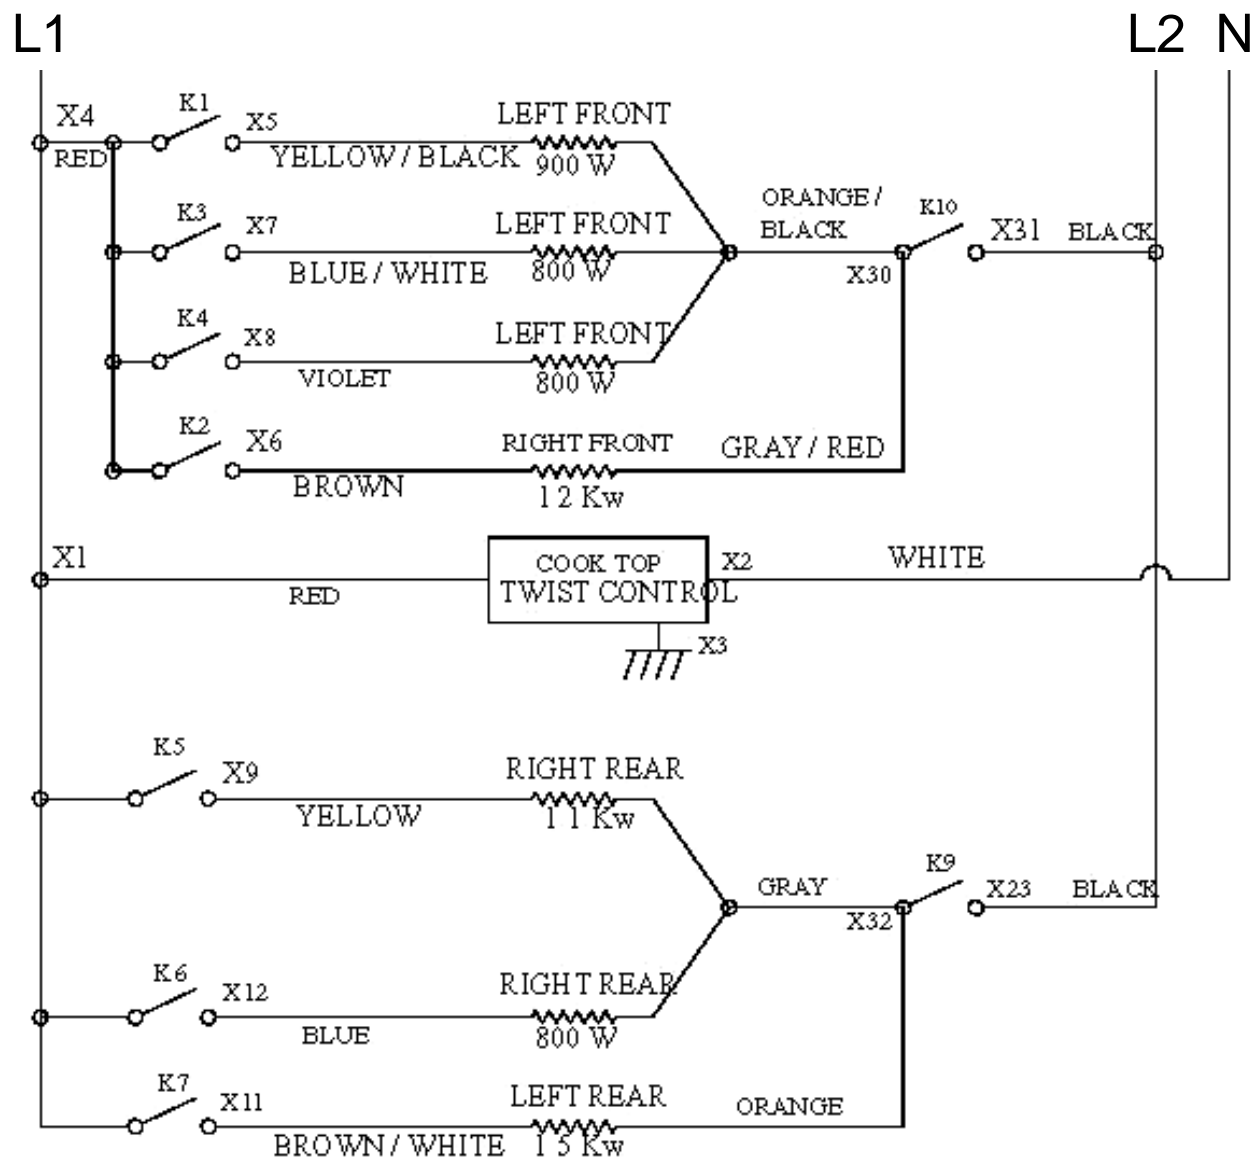 L1
L2 N
X4
K1
X5
LEFT FRONT
RED
YELLOW / BLACK
900 W
K3
X7
LEFT FRONT
ORANGE /
BLACK
K10
X31
BLACK
BLUE / WHITE
800 W
X30
K4
X8
LEFT FRONT
VIOLET
800 W
K2
X6
RIGHT FRONT
GRAY / RED
BROWN
1 2 Kw
X1
COOK TOP
TWIST CONTROL
X2
WHITE
RED
X3
K5
X9
RIGHT REAR
YELLOW
1 1 Kw
GRAY
K9
X23
BLACK
X32
K6
X12
RIGHT REAR
BLUE
800 W
K7
X11
LEFT REAR
ORANGE
BROWN / WHITE
1 5 Kw